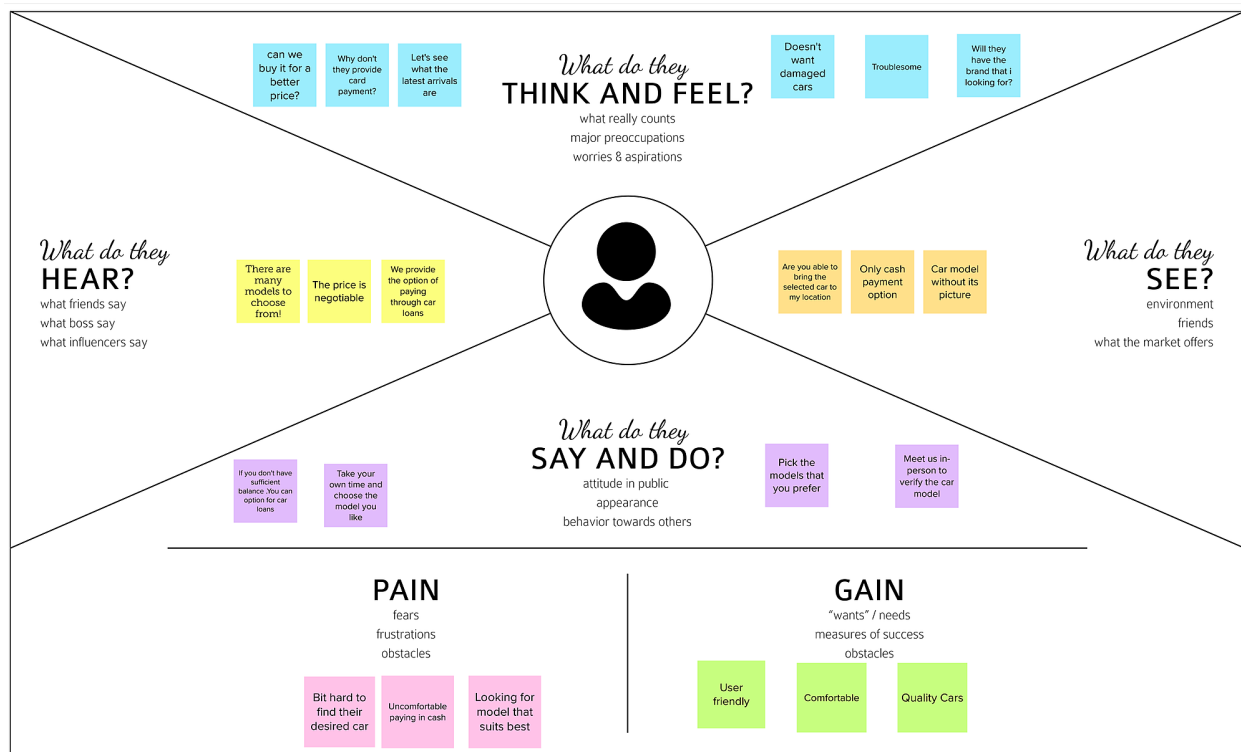 can we
buy it for a
better
price?
Why don't
they provide
card
payment?
Let's see
what the
latest arrivals
are
What do they
THINK AND FEEL?
what really counts
major preoccupations
worries & aspirations
Doesn't
want
damaged
cars
Troublesome
Will they
have the
brand that i
looking for?
What do they
HEAR?
what friends say
what boss say
what influencers say
There are
many
models to
choose
from!
The price is
negotiable
We provide
the option of
paying
through car
loans
Are you able to
bring the
selected car to
my location
Only cash
payment
option
Car model
without its
picture
What do they
SEE?
environment
friends
what the market offers
What do they
SAY AND DO?
attitude in public
appearance
behavior towards others
If you don't have
sufficient
balance .You can
option for car
loans
Take your
own time and
choose the
model you
like
Pick the
models that
you prefer
Meet us in-
person to
verify the car
model
PAIN
fears
frustrations
obstacles
Bit hard to
find their
desired car
Uncomfortable
paying in cash
Looking for
model that
suits best
GAIN
“wants” / needs
measures of success
obstacles
User
friendly
Comfortable
Quality Cars